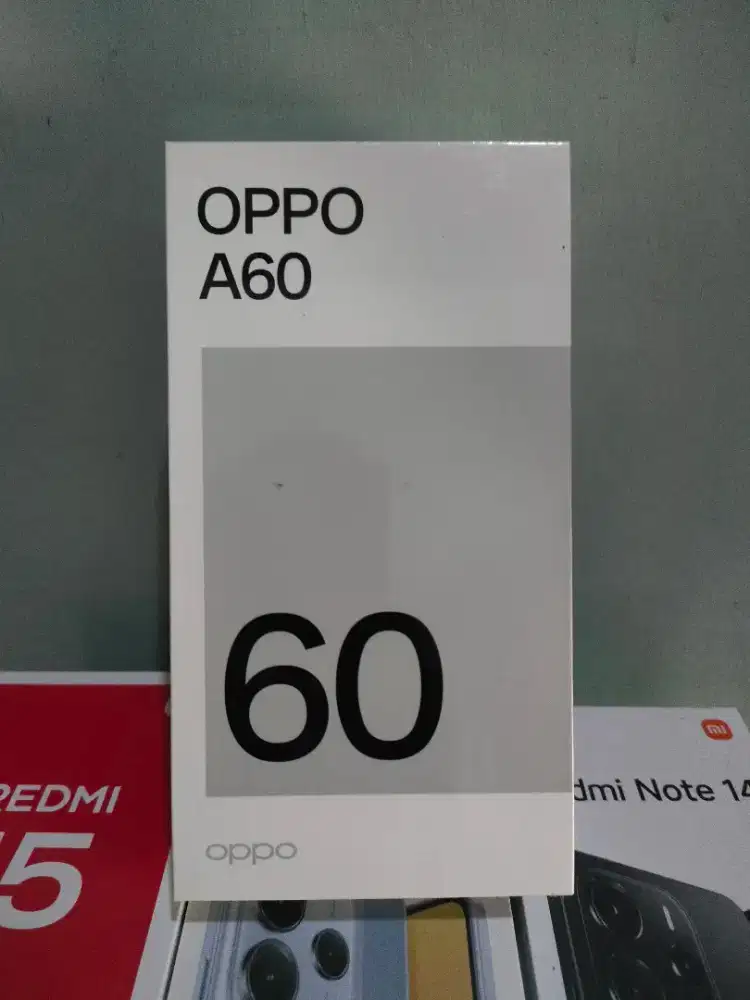 OPPO
A60
60
oppo
REDMI
15
mi
dmi Note 14